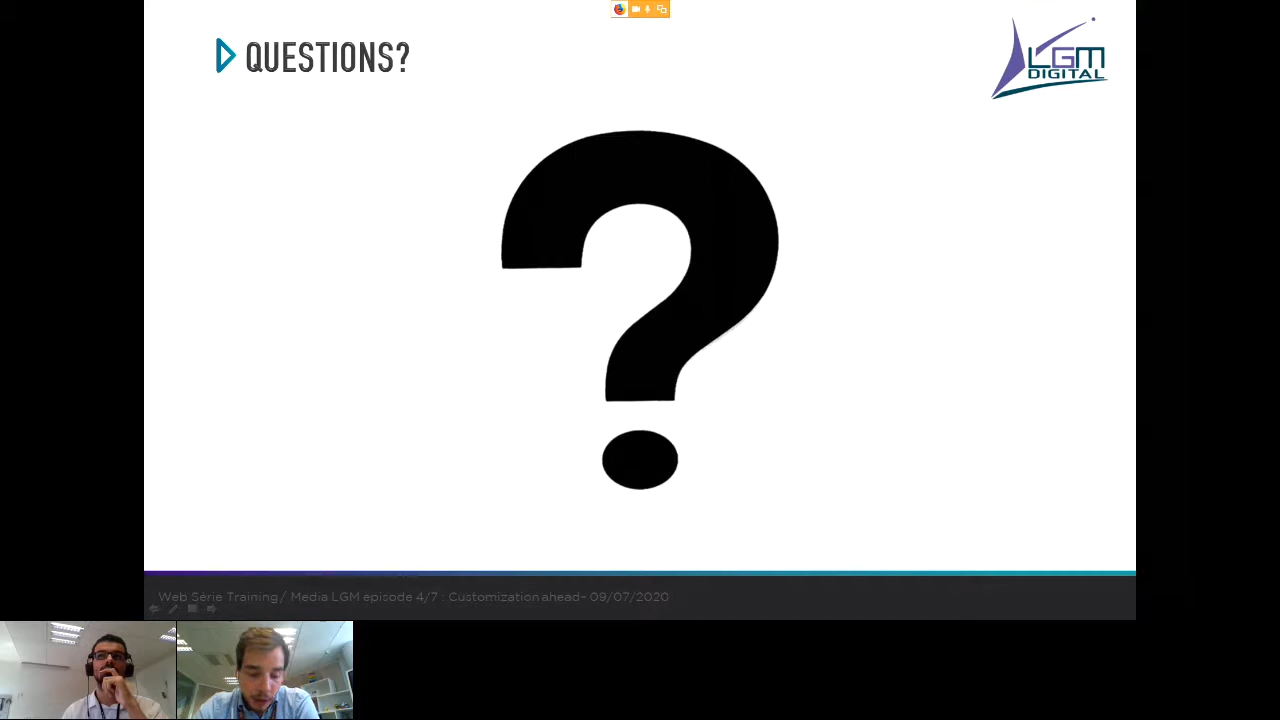 QUESTIONS?
LGM
DIGITAL
?
Web Série Training / Media LGM episode 4/7 : Customization ahead- 09/07/2020